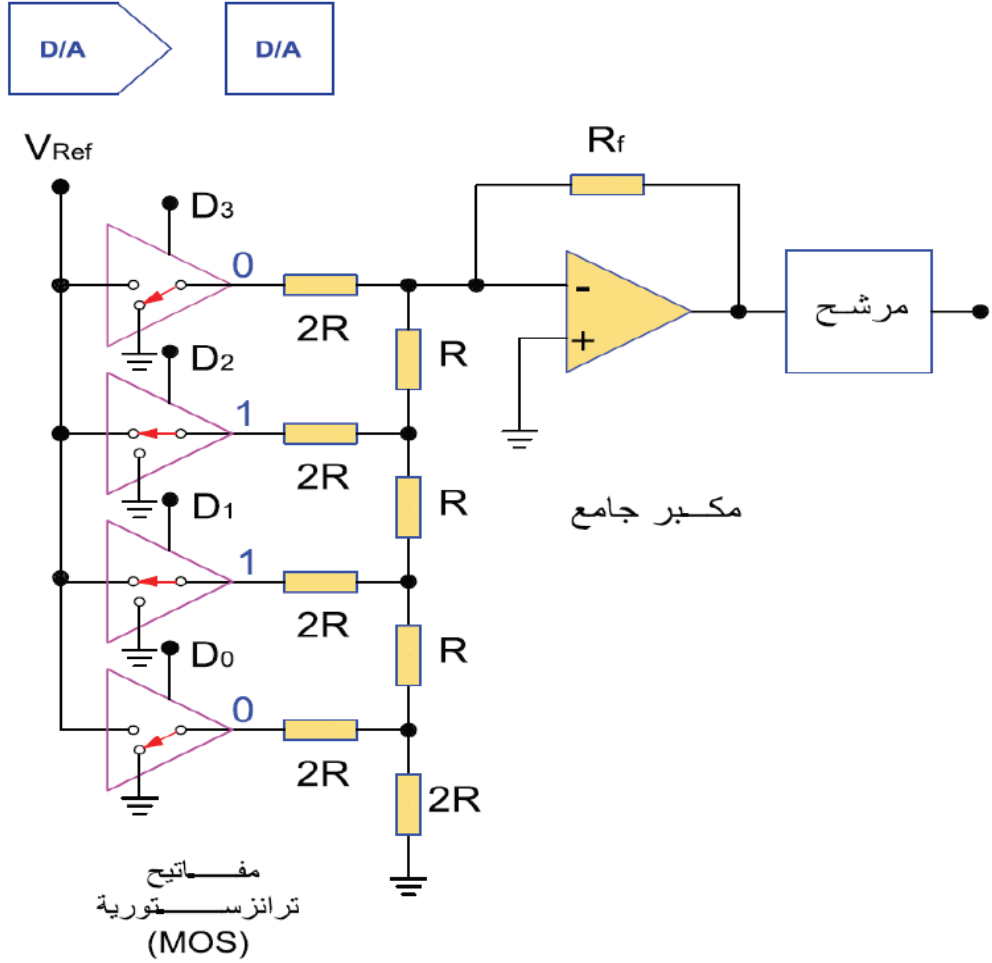 D/A
D/A
VRef
D3
0
2R
Rf
-
+
مرشح
R
D2
1
2R
R
مكبر جامع
D1
1
2R
R
D0
0
2R
2R
مفاتيح
ترانزستورية
(MOS)